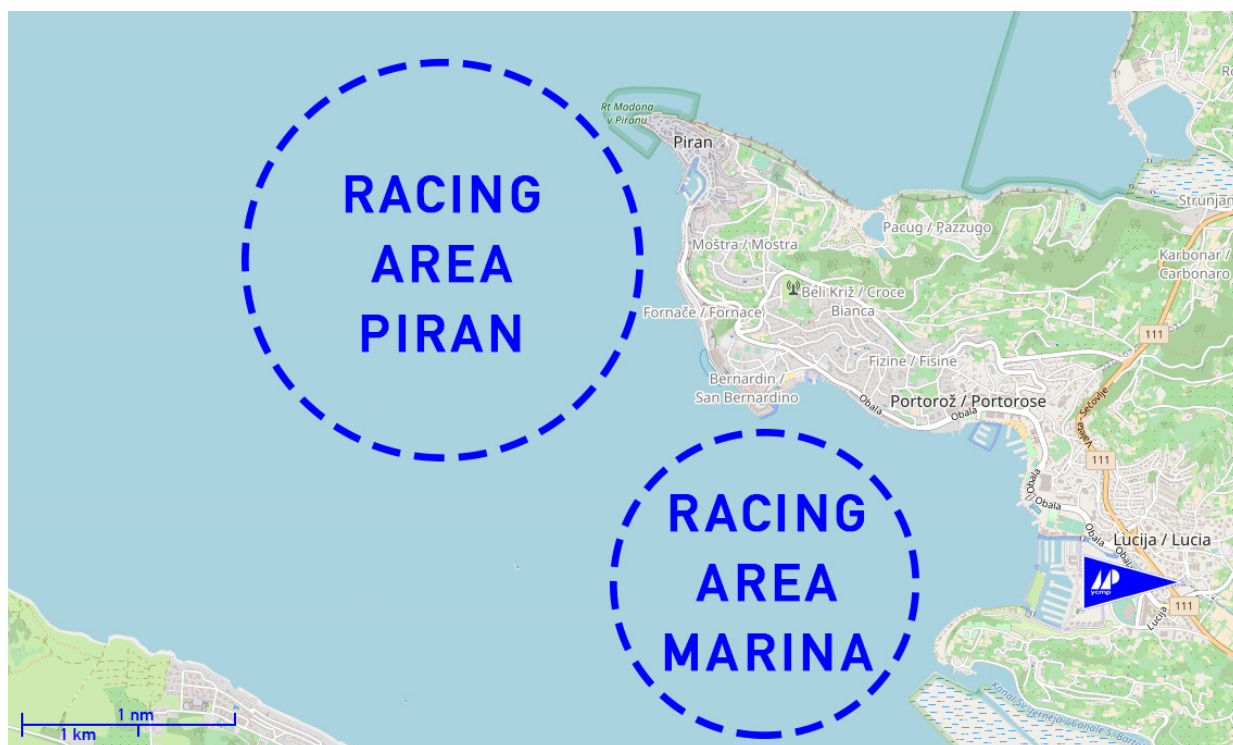 RACING
AREA
PIRAN
RACING
AREA
MARINA
Rt Madona
v Piranu
Piran
Strunjan
Pacug / Pazzugo
Moštra / Mostra
Karbonar /
Carbonaro
Beli Križ / Croce
Bianca
Fornače / Fornace
111
Fizine / Fisine
Bernardin /
San Bernardino
Portorož / Portorose
Obala
Obala
Valeta - Sečovlje
111
Obala
Obala
Obala
Lucija / Lucia
ycmp
111
Lucija
Kanal Sv. Jerneja / Canale S. Barto
1 nm
1 km